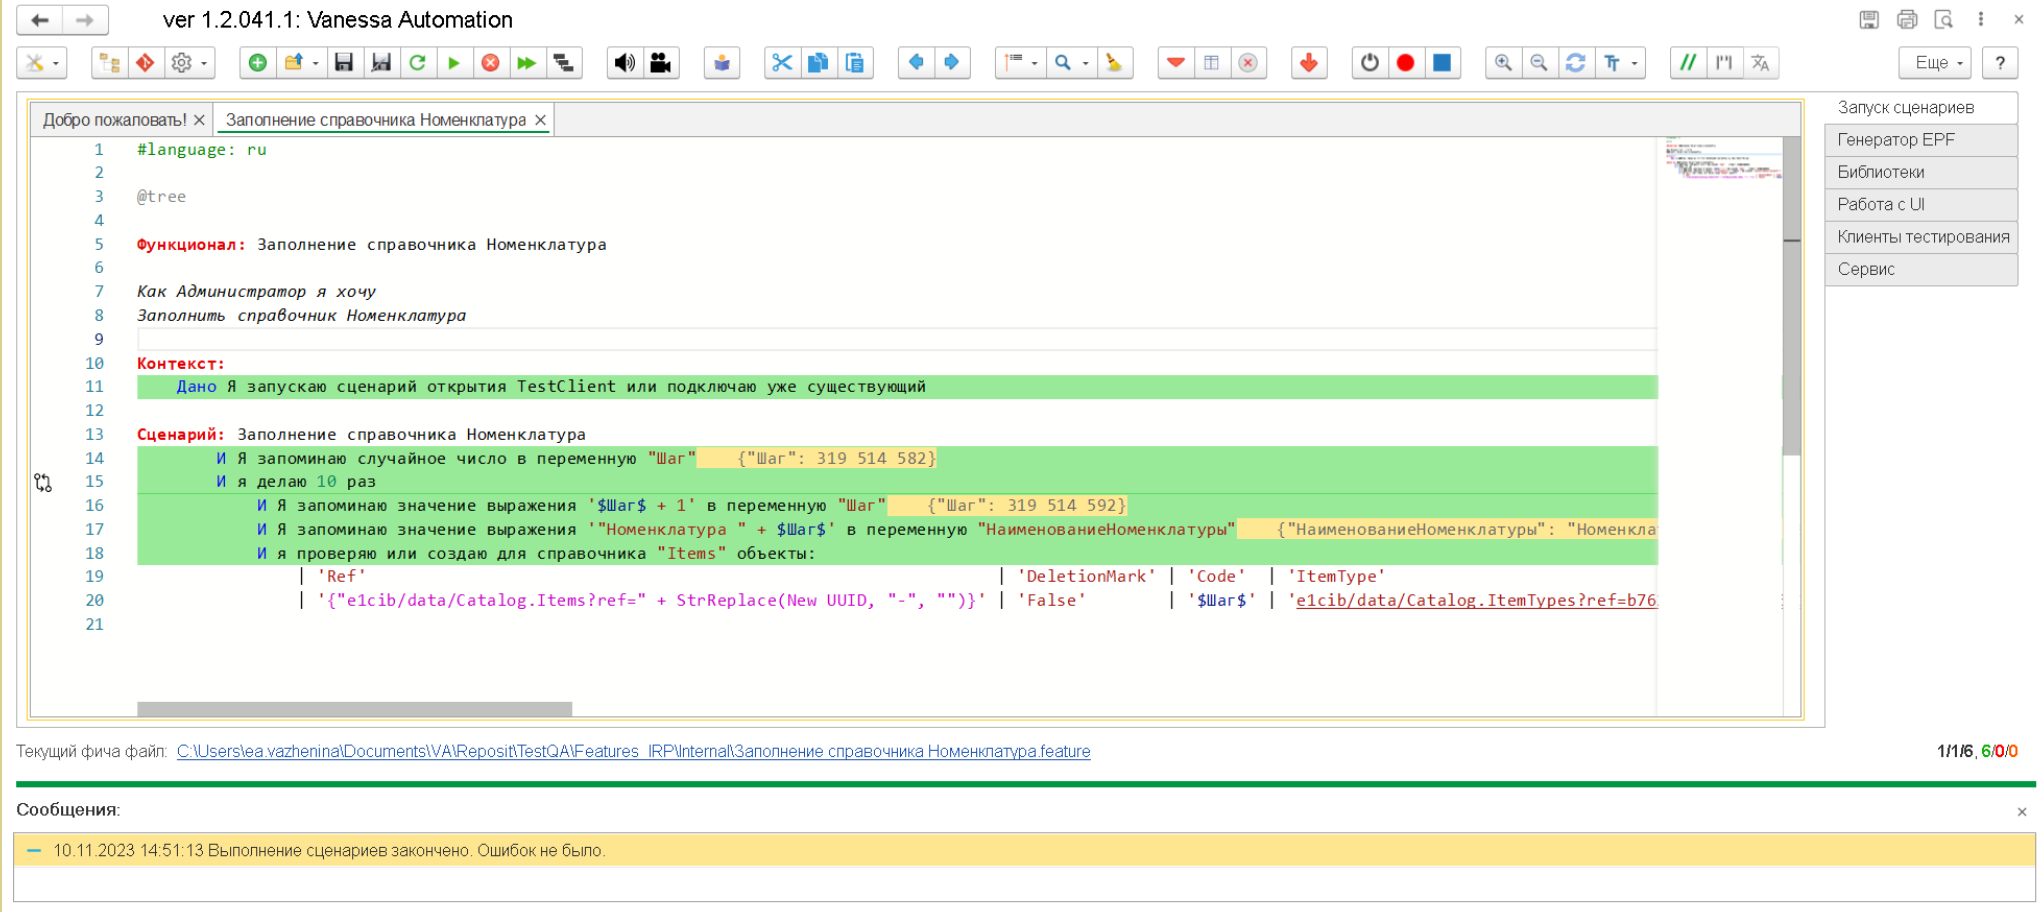 ver 1.2.041.1: Vanessa Automation
Еще
?
Добро пожаловать! Заполнение справочника Номенклатура
1 #language: ru
2
3 @tree
4
5 Функционал: Заполнение справочника Номенклатура
6
7 Как Администратор я хочу
8 Заполнить справочник Номенклатура
9
10 Контекст:
11 Дано Я запускаю сценарий открытия TestClient или подключаю уже существующий
12
13 Сценарий: Заполнение справочника Номенклатура
14 И Я запоминаю случайное число в переменную "Шаг" {"Шаг": 319 514 582}
15 И я делаю 10 раз
16 И Я запоминаю значение выражения '$Шаг$ + 1' в переменную "Шаг" {"Шаг": 319 514 592}
17 И Я запоминаю значение выражения '"Номенклатура " + $Шаг$' в переменную "НаименованиеНоменклатуры" {"НаименованиеНоменклатуры": "Номенкла
18 И я проверяю или создаю для справочника "Items" объекты:
19 | 'Ref' | 'DeletionMark' | 'Code' | 'ItemType'
20 | '{"e1cib/data/Catalog.Items?ref=" + StrReplace(New UUID, "-", "")}' | 'False' | '$Шаг$' | 'e1cib/data/Catalog.ItemTypes?ref=b76
21
Запуск сценариев
Генератор EPF
Библиотеки
Работа с UI
Клиенты тестирования
Сервис
Текущий фича файл: C:\Users\ea.vazhenina\Documents\VA\Reposit\TestQA\Features_IRP\Internal\Заполнение справочника Номенклатура.feature
1/1/6, 6/0/0
Сообщения:
10.11.2023 14:51:13 Выполнение сценариев закончено. Ошибок не было.